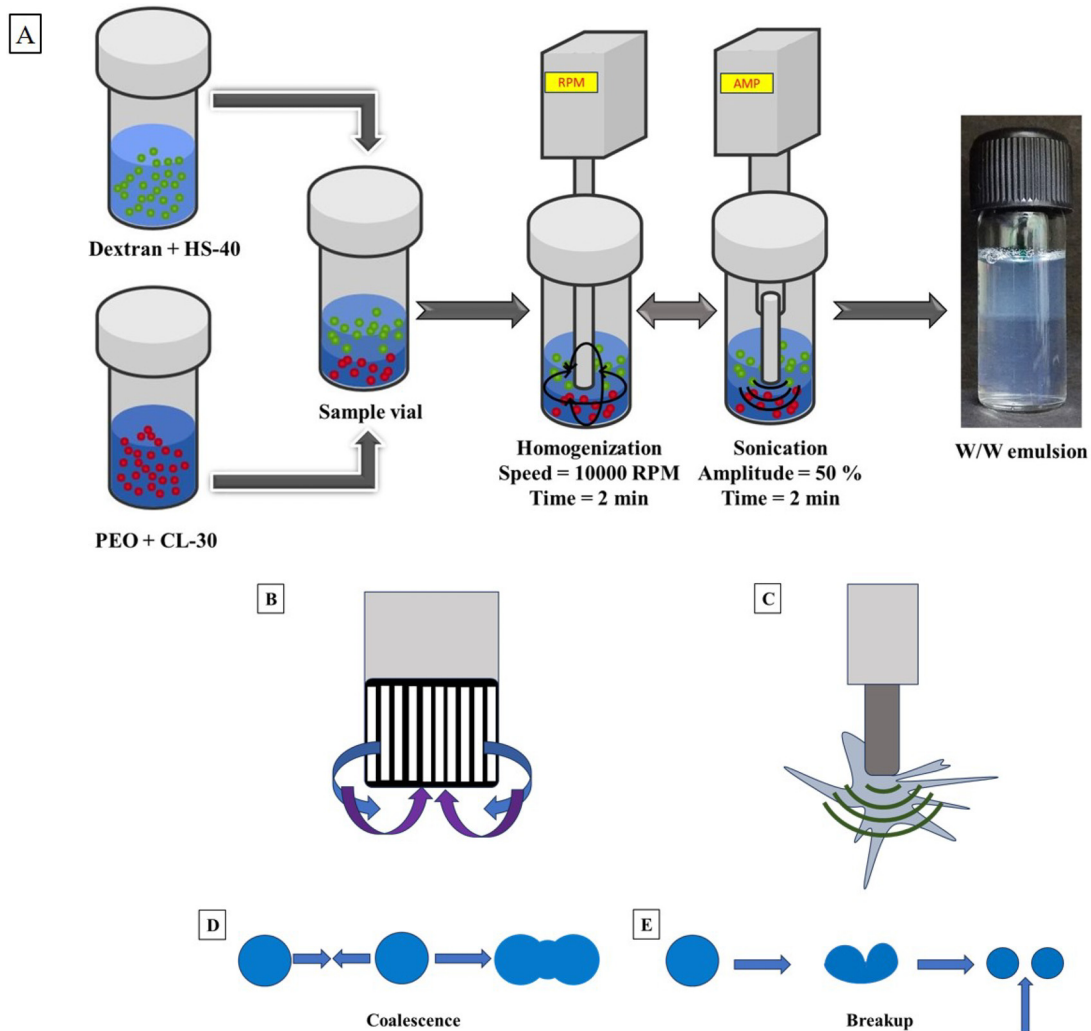 A
RPM
AMP
Dextran + HS-40
Sample vial
PEO + CL-30
Homogenization
Speed = 10000 RPM
Time = 2 min
Sonication
Amplitude = 50 %
Time = 2 min
W/W emulsion
B
C
D
Coalescence
E
Breakup